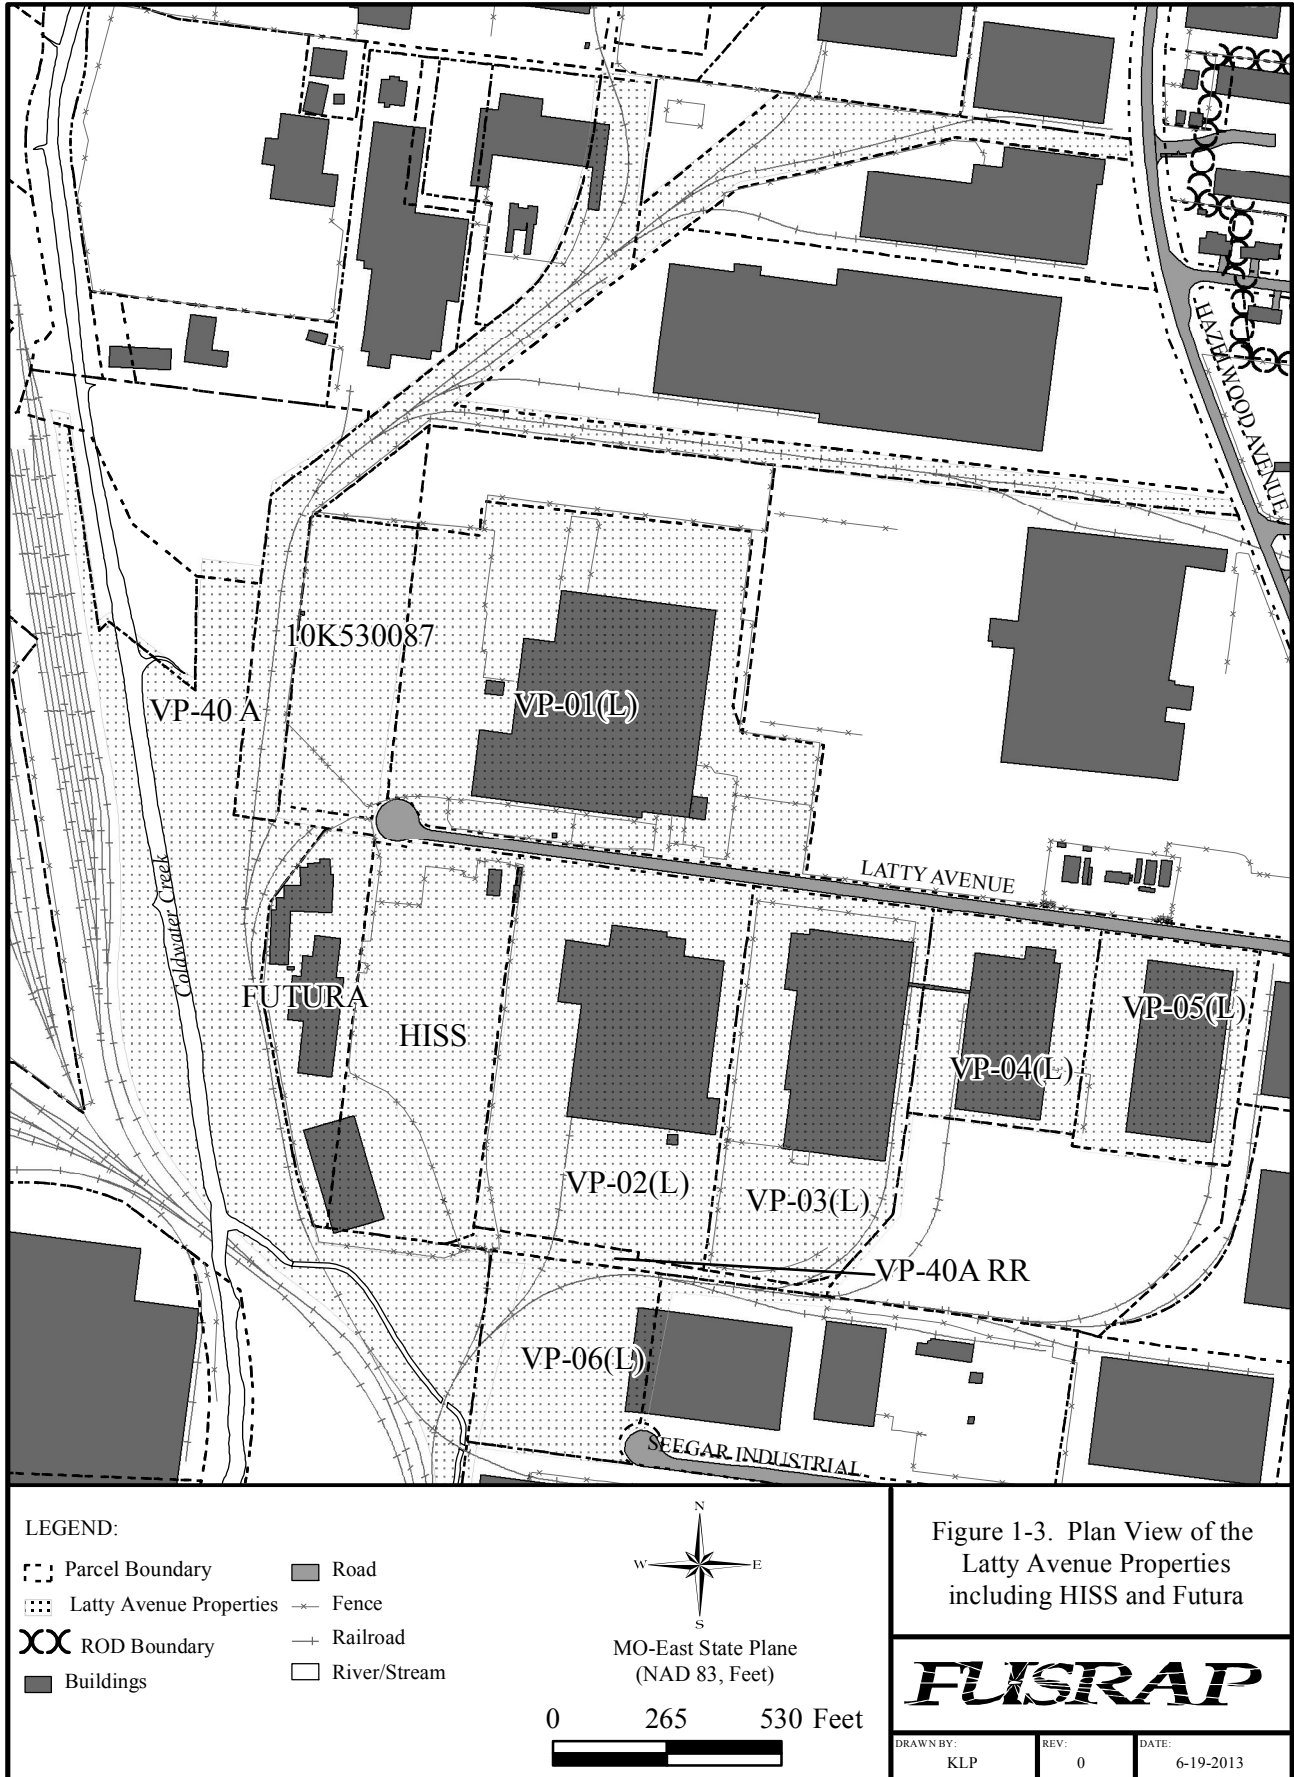 HAZELWOOD AVENUE
10K530087
VP-40 A
VP-01(L)
LATTY AVENUE
Coldwater Creek
FUTURA
HISS
VP-05(L)
VP-04(L)
VP-02(L)
VP-03(L)
VP-40A RR
VP-06(L)
SEEGAR INDUSTRIAL
LEGEND:
Parcel Boundary
Latty Avenue Properties
ROD Boundary
Buildings
Road
Fence
Railroad
River/Stream
N
W E
S
MO-East State Plane
(NAD 83, Feet)
0 265 530 Feet
Figure 1-3. Plan View of the
Latty Avenue Properties
including HISS and Futura
FUSRAP
DRAWN BY:
KLP
REV:
0
DATE:
6-19-2013